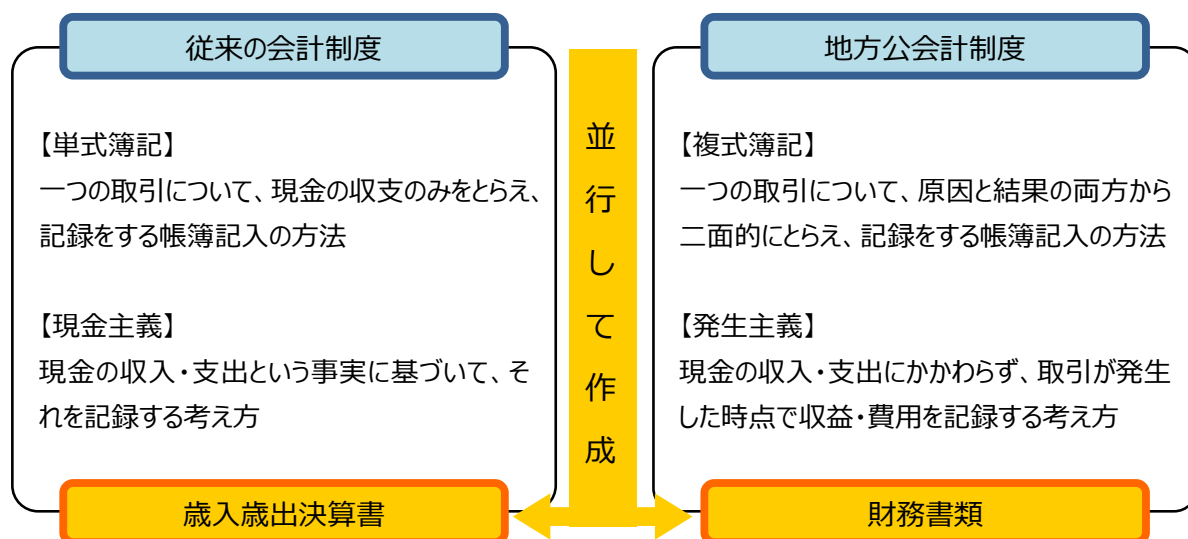 従来の会計制度
【単式簿記】
一つの取引について、現金の収支のみをとらえ、
記録をする帳簿記入の方法
【現金主義】
現金の収入・支出という事実に基づいて、そ
れを記録する考え方
歳入歳出決算書
並行して作成
地方公会計制度
【複式簿記】
一つの取引について、原因と結果の両方から
二面的にとらえ、記録をする帳簿記入の方法
【発生主義】
現金の収入・支出にかかわらず、取引が発生
した時点で収益・費用を記録する考え方
財務書類